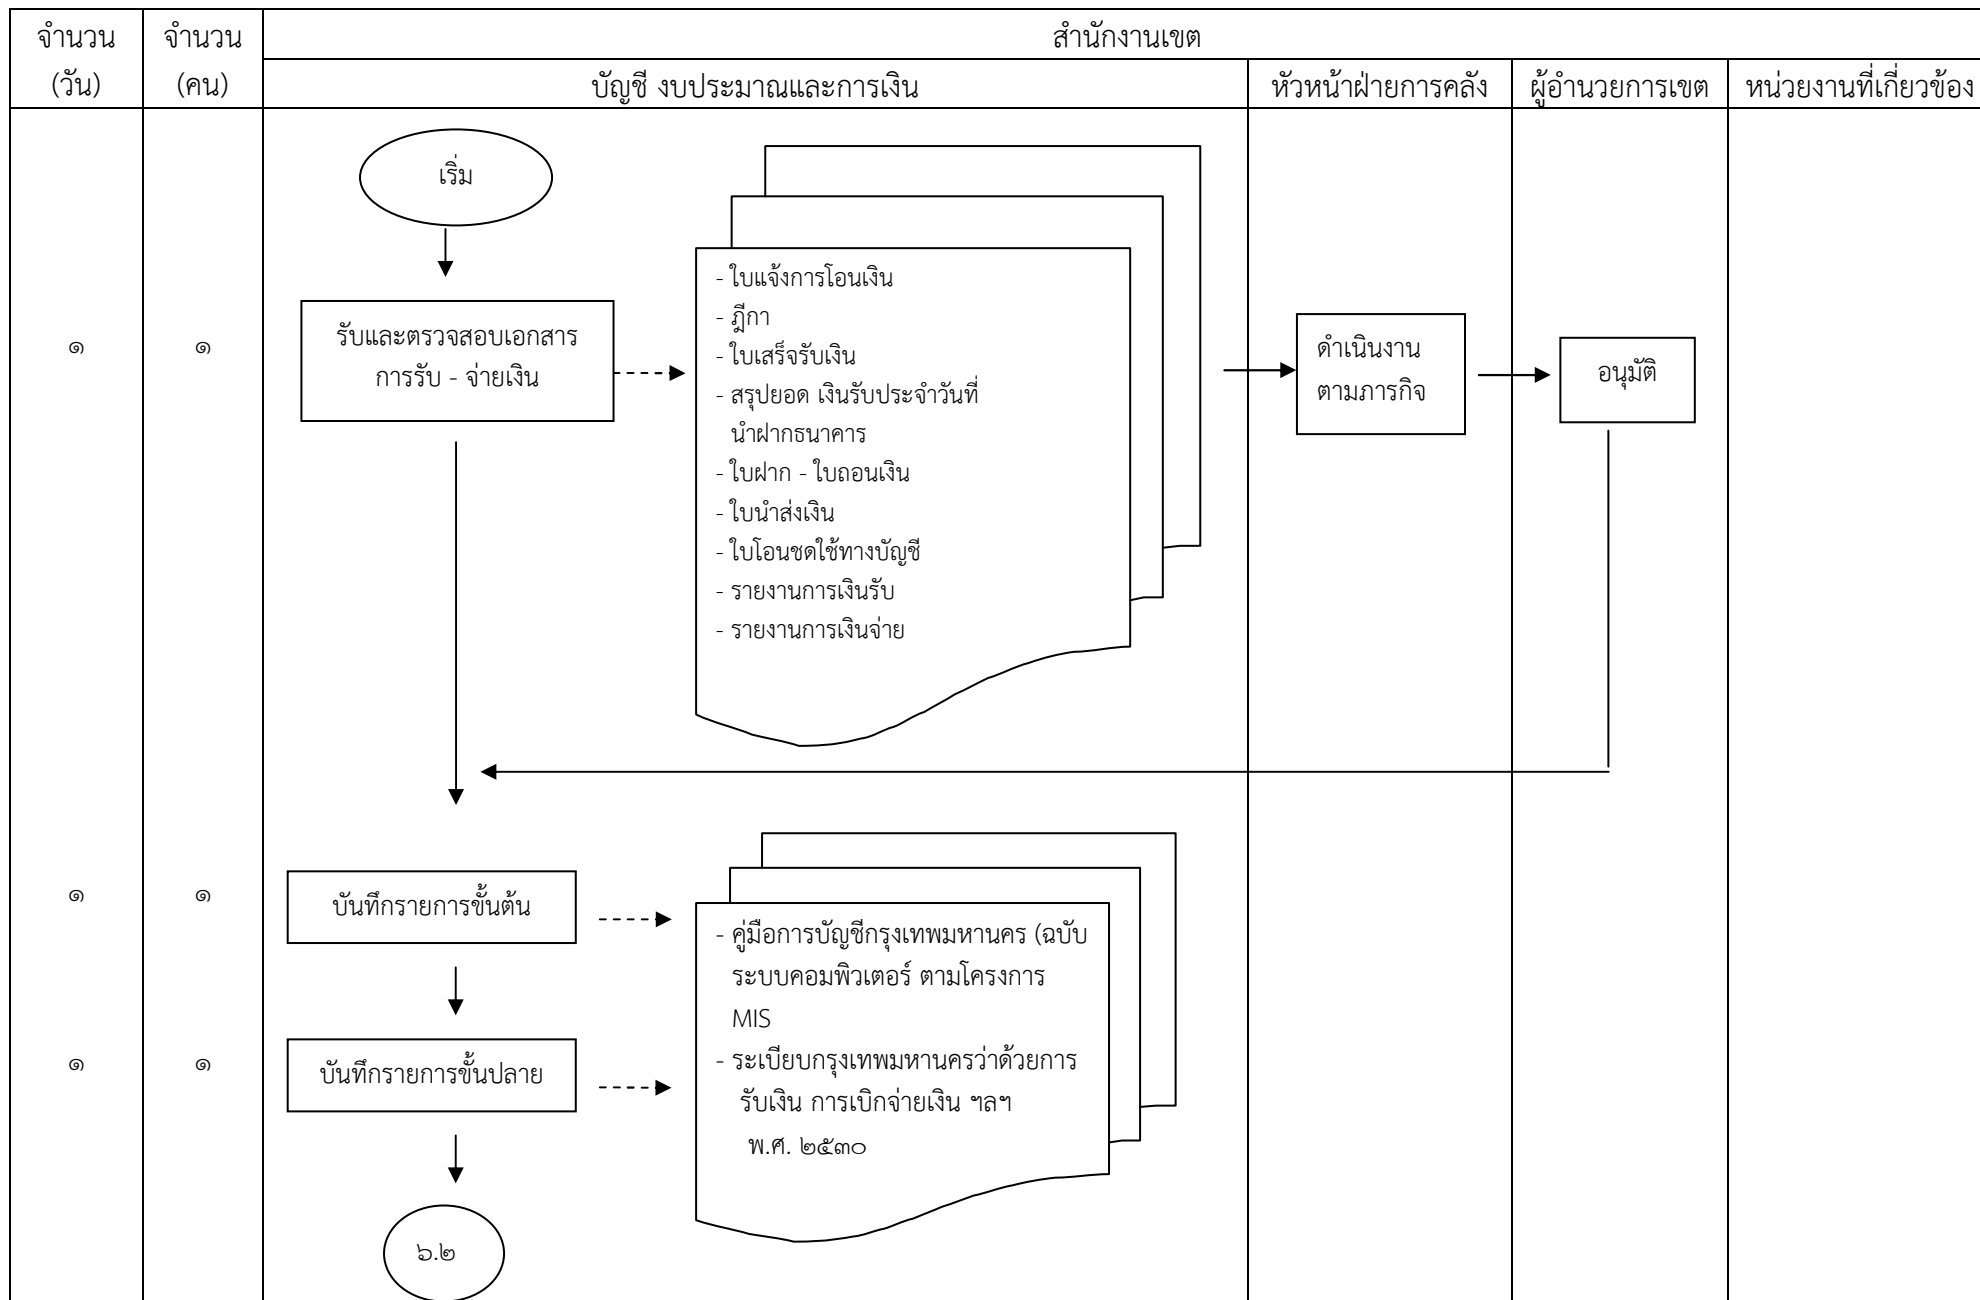 จำนวน
(วัน)
จำนวน
(คน)
สำนักงานเขต
บัญชี งบประมาณและการเงิน
หัวหน้าฝ่ายการคลัง
ผู้อำนวยการเขต
หน่วยงานที่เกี่ยวข้อง
เริ่ม
๑
๑
รับและตรวจสอบเอกสาร
การรับ - จ่ายเงิน
- ใบแจ้งการโอนเงิน
- ฎีกา
- ใบเสร็จรับเงิน
- สรุปยอด เงินรับประจำวันที่
นำฝากธนาคาร
- ใบฝาก - ใบถอนเงิน
- ใบนำส่งเงิน
- ใบโอนชดใช้ทางบัญชี
- รายงานการเงินรับ
- รายงานการเงินจ่าย
ดำเนินงาน
ตามภารกิจ
อนุมัติ
๑
๑
บันทึกรายการขั้นต้น
- คู่มือการบัญชีกรุงเทพมหานคร (ฉบับ
ระบบคอมพิวเตอร์ ตามโครงการ
MIS
- ระเบียบกรุงเทพมหานครว่าด้วยการ
รับเงิน การเบิกจ่ายเงิน ฯลฯ
พ.ศ. ๒๕๓๐
๑
๑
บันทึกรายการขั้นปลาย
๖.๒